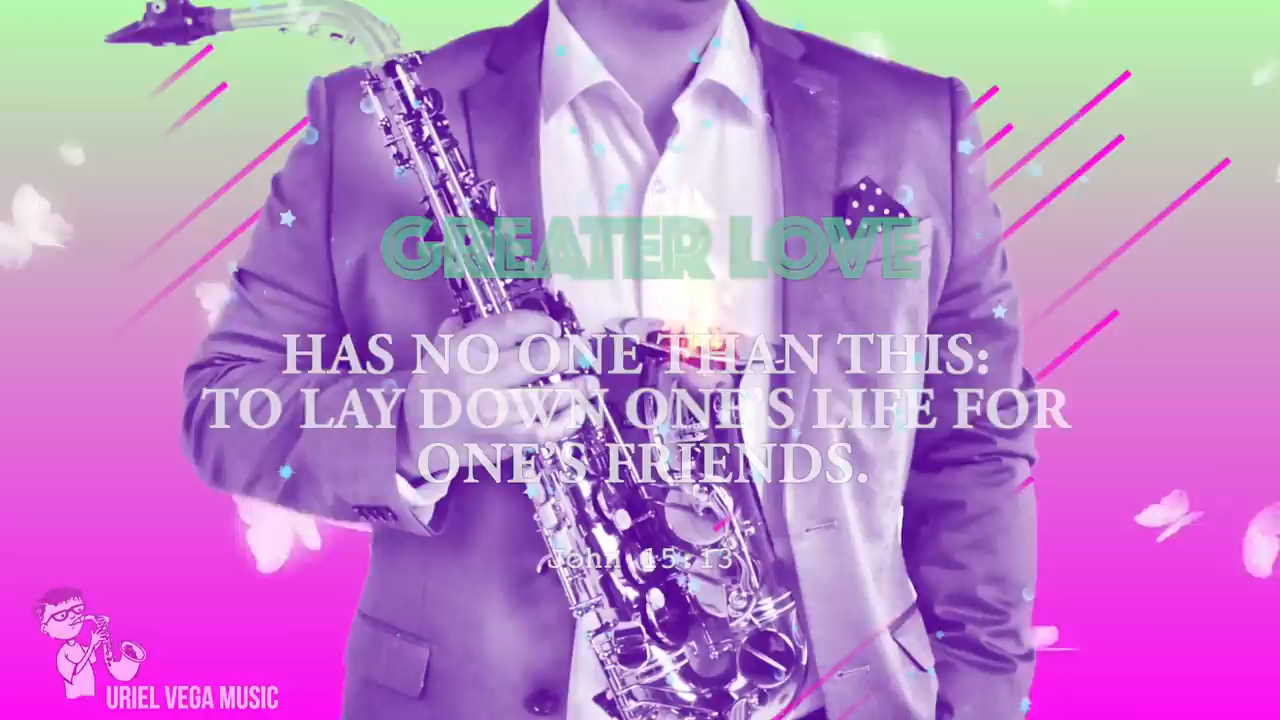 GREATER LOVE
HAS NO ONE THAN THIS:
TO LAY DOWN ONE'S LIFE FOR
ONE'S FRIENDS.
John 15:13
URIEL VEGA MUSIC